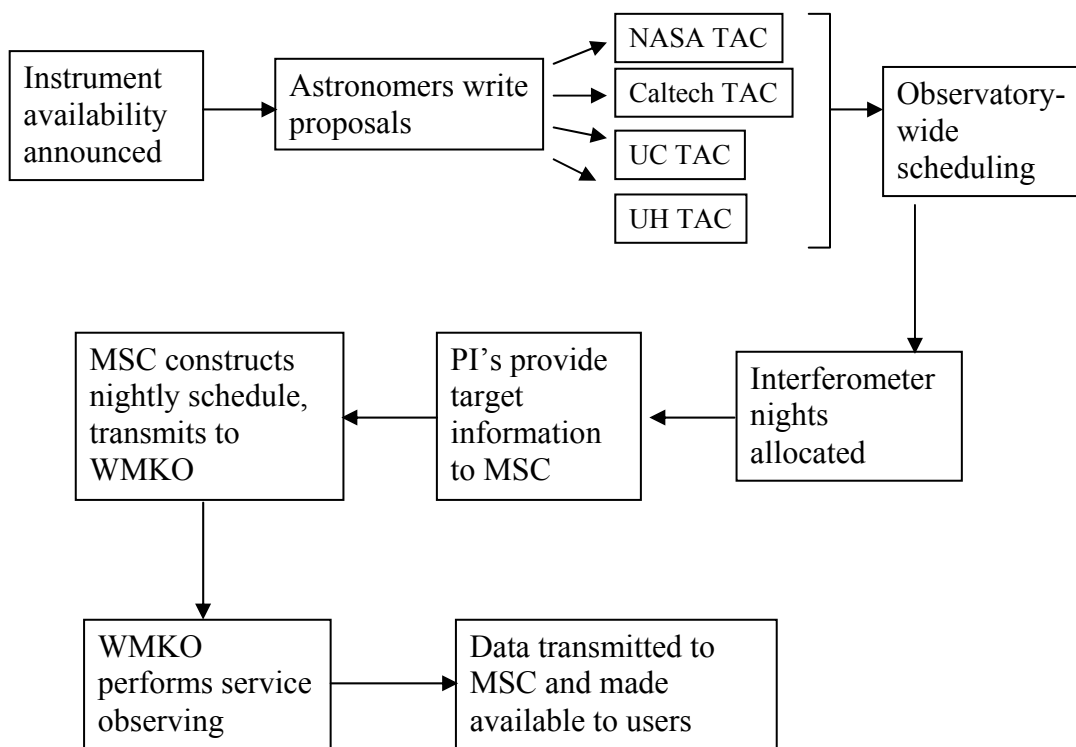 Instrument
availability
announced
Astronomers write
proposals
NASA TAC
Caltech TAC
UC TAC
UH TAC
Observatory-
wide
scheduling
Interferometer
nights
allocated
PI’s provide
target
information
to MSC
MSC constructs
nightly schedule,
transmits to
WMKO
WMKO
performs service
observing
Data transmitted to
MSC and made
available to users